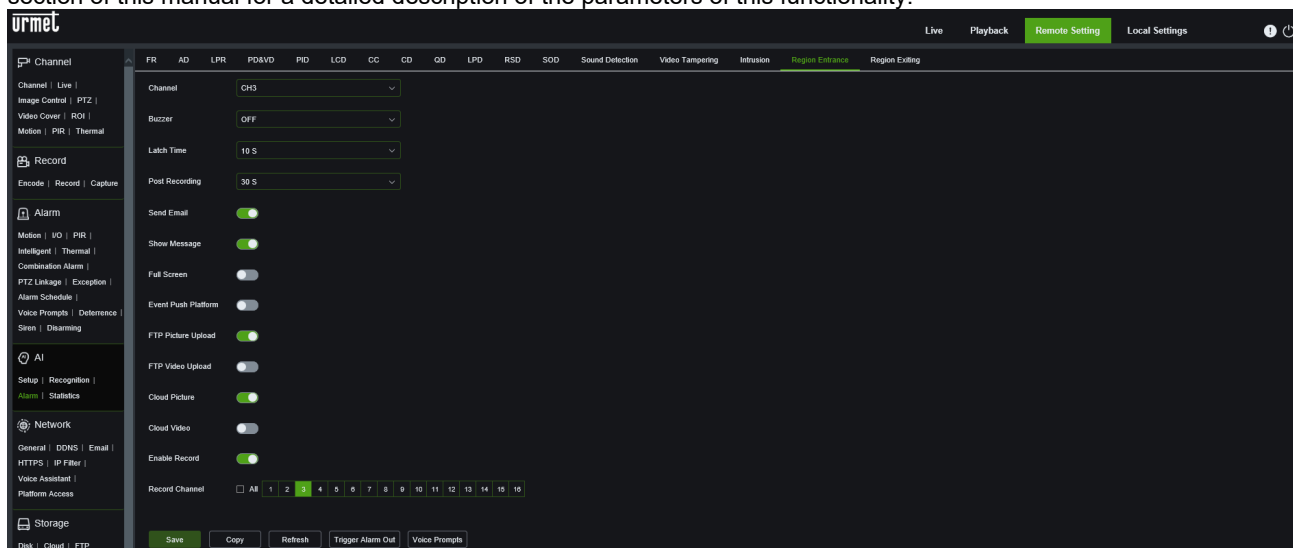 section of this manual for a detailed description of the parameters of this functionality.
urmet
Live Playback Remote Setting Local Settings
Channel
Channel | Live |
Image Control | PTZ |
Video Cover | ROI |
Motion | PIR | Thermal
Record
Encode | Record | Capture
Alarm
Motion | I/O | PIR |
Intelligent | Thermal |
Combination Alarm |
PTZ Linkage | Exception |
Alarm Schedule |
Voice Prompts | Deterrence |
Siren | Disarming
AI
Setup | Recognition |
Alarm | Statistics
Network
General | DDNS | Email |
HTTPS | IP Filter |
Voice Assistant |
Platform Access
Storage
Disk | Cloud | FTP
FR AD LPR PD&VD PID LCD CC CD QD LPD RSD SOD Sound Detection Video Tampering Intrusion Region Entrance Region Exiting
Channel CH3
Buzzer OFF
Latch Time 10 S
Post Recording 30 S
Send Email
Show Message
Full Screen
Event Push Platform
FTP Picture Upload
FTP Video Upload
Cloud Picture
Cloud Video
Enable Record
Record Channel All 1 2 3 4 5 6 7 8 9 10 11 12 13 14 15 16
Save Copy Refresh Trigger Alarm Out Voice Prompts